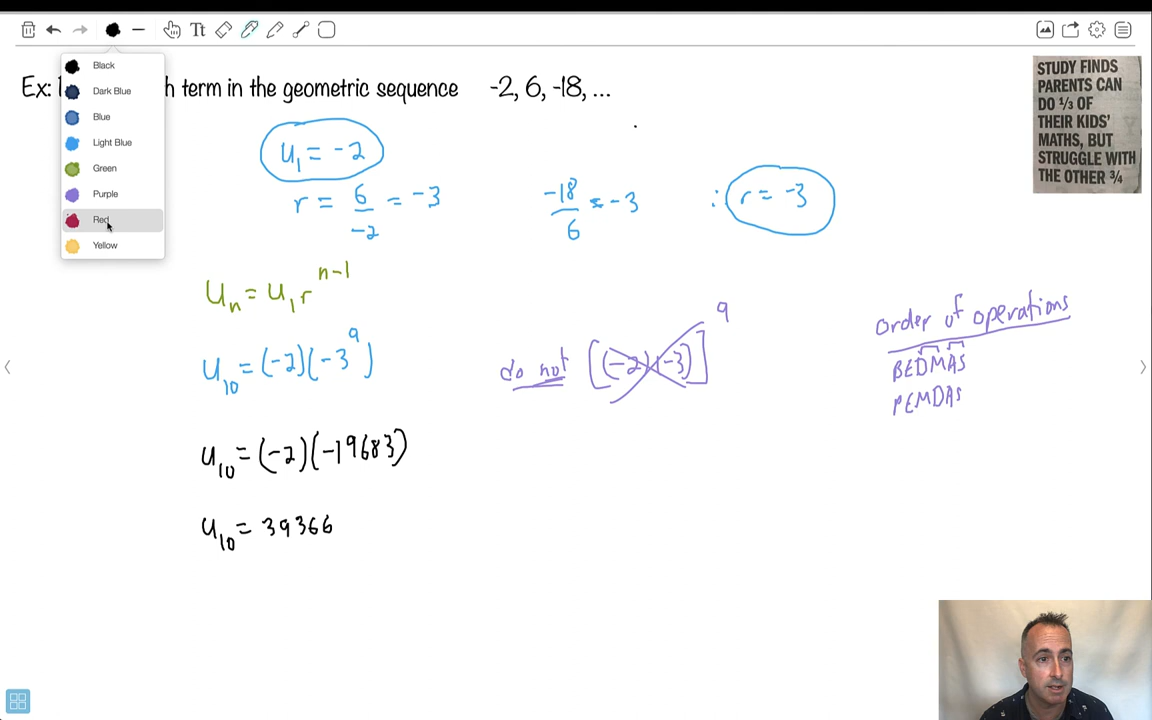 Tt
Black
Dark Blue
Blue
Light Blue
Green
Purple
Red
Yellow
Ex:
term in the geometric sequence -2, 6, -18, ...
STUDY FINDS
PARENTS CAN
DO ⅓ OF
THEIR KIDS'
MATHS, BUT
STRUGGLE WITH
THE OTHER ¾
u₁ = -2
r = 6/-2 = -3 -18/6 = -3 ∴ r = -3
uₙ = u₁rⁿ⁻¹
u₁₀ = (-2)(-3⁹) do not [(-2)(-3)]⁹
order of operations
BEDMAS
PEMDAS
u₁₀ = (-2)(-19683)
u₁₀ = 39366